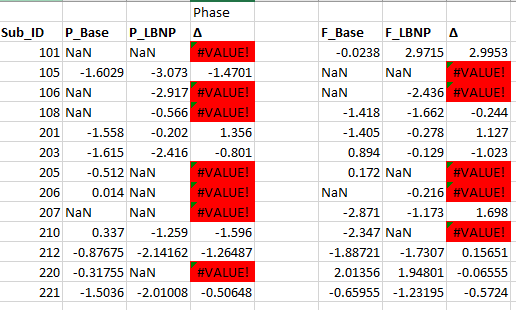 Phase
Sub_ID P_Base P_LBNP Δ F_Base F_LBNP Δ
101 NaN NaN #VALUE! -0.0238 2.9715 2.9953
105 -1.6029 -3.073 -1.4701 NaN NaN #VALUE!
106 NaN -2.917 #VALUE! NaN -2.436 #VALUE!
108 NaN -0.566 #VALUE! -1.418 -1.662 -0.244
201 -1.558 -0.202 1.356 -1.405 -0.278 1.127
203 -1.615 -2.416 -0.801 0.894 -0.129 -1.023
205 -0.512 NaN #VALUE! 0.172 NaN #VALUE!
206 0.014 NaN #VALUE! NaN -0.216 #VALUE!
207 NaN NaN #VALUE! -2.871 -1.173 1.698
210 0.337 -1.259 -1.596 -2.347 NaN #VALUE!
212 -0.87675 -2.14162 -1.26487 -1.88721 -1.7307 0.15651
220 -0.31755 NaN #VALUE! 2.01356 1.94801 -0.06555
221 -1.5036 -2.01008 -0.50648 -0.65955 -1.23195 -0.5724